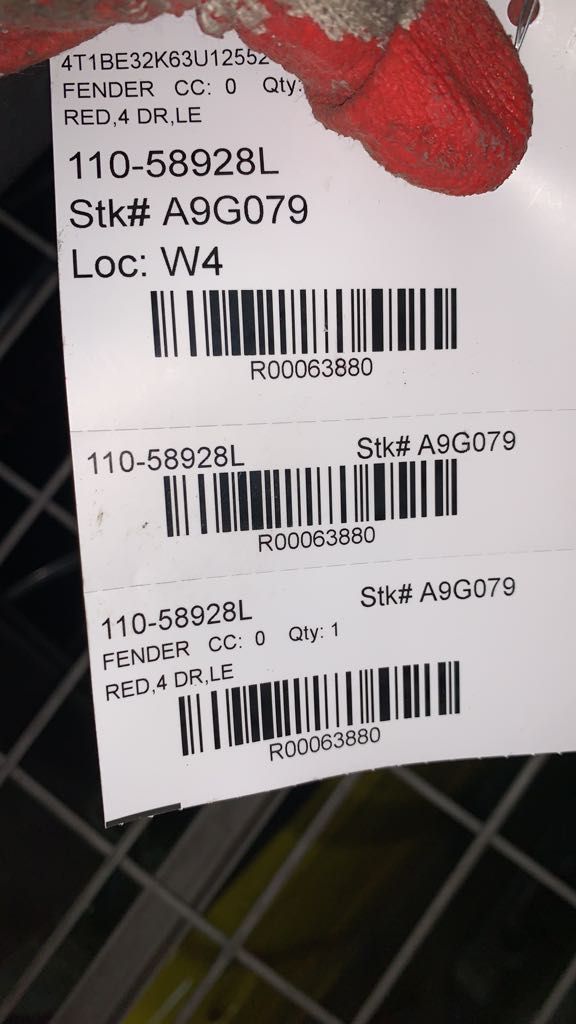 4T1BE32K63U12552
FENDER CC: 0 Qty:
RED,4 DR,LE
110-58928L
Stk# A9G079
Loc: W4
R00063880
110-58928L Stk# A9G079
R00063880
110-58928L Stk# A9G079
FENDER CC: 0 Qty: 1
RED,4 DR,LE
R00063880